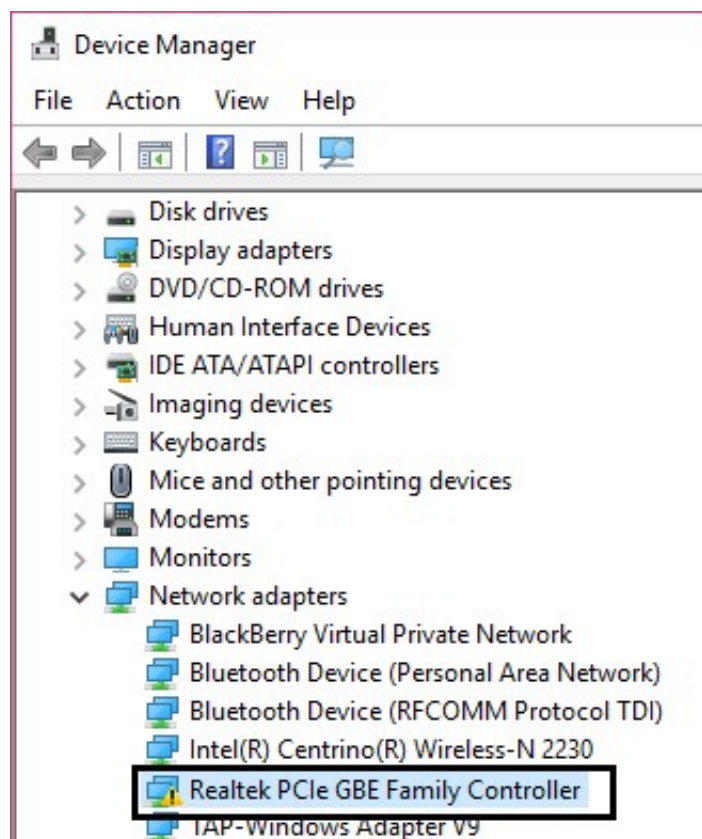 Device Manager
File Action View Help
?
Disk drives
Display adapters
DVD/CD-ROM drives
Human Interface Devices
IDE ATA/ATAPI controllers
Imaging devices
Keyboards
Mice and other pointing devices
Modems
Monitors
Network adapters
BlackBerry Virtual Private Network
Bluetooth Device (Personal Area Network)
Bluetooth Device (RFCOMM Protocol TDI)
Intel(R) Centrino(R) Wireless-N 2230
Realtek PCIe GBE Family Controller
TAP-Windows Adapter V9